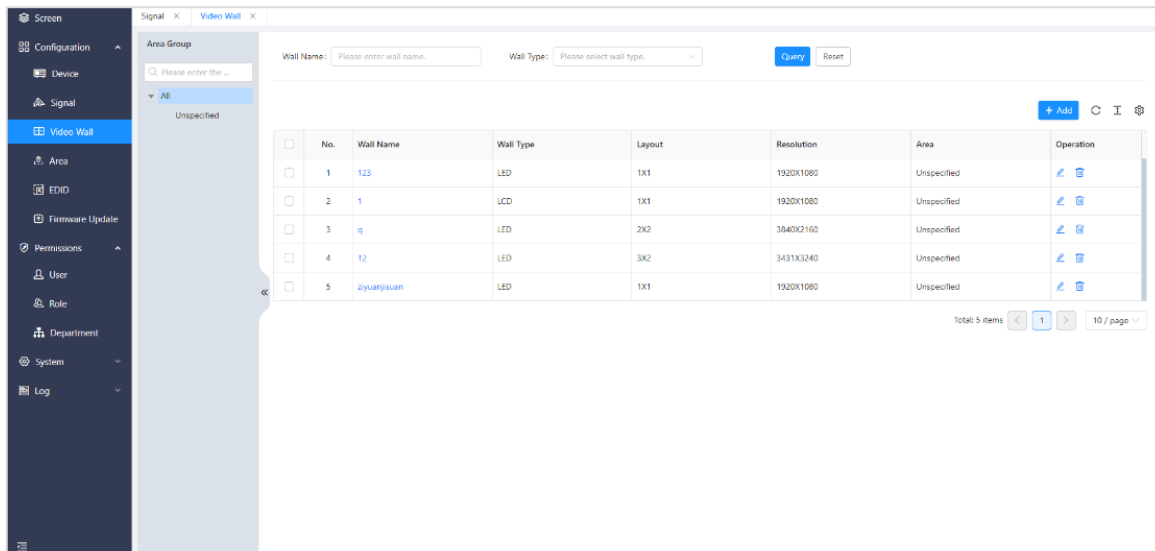 Screen
Configuration
Device
Signal
Video Wall
Area
EDID
Firmware Update
Permissions
User
Role
Department
System
Log
Signal × Video Wall ×
Area Group
Please enter the ...
All
Unspecified
Wall Name: Please enter wall name. Wall Type: Please select wall type. Query Reset
+ Add
No. Wall Name Wall Type Layout Resolution Area Operation
1 123 LED 1X1 1920X1080 Unspecified
2 1 LCD 1X1 1920X1080 Unspecified
3 q LED 2X2 3840X2160 Unspecified
4 12 LED 3X2 3431X3240 Unspecified
5 ziyuanjisuan LED 1X1 1920X1080 Unspecified
Total: 5 items < 1 > 10 / page